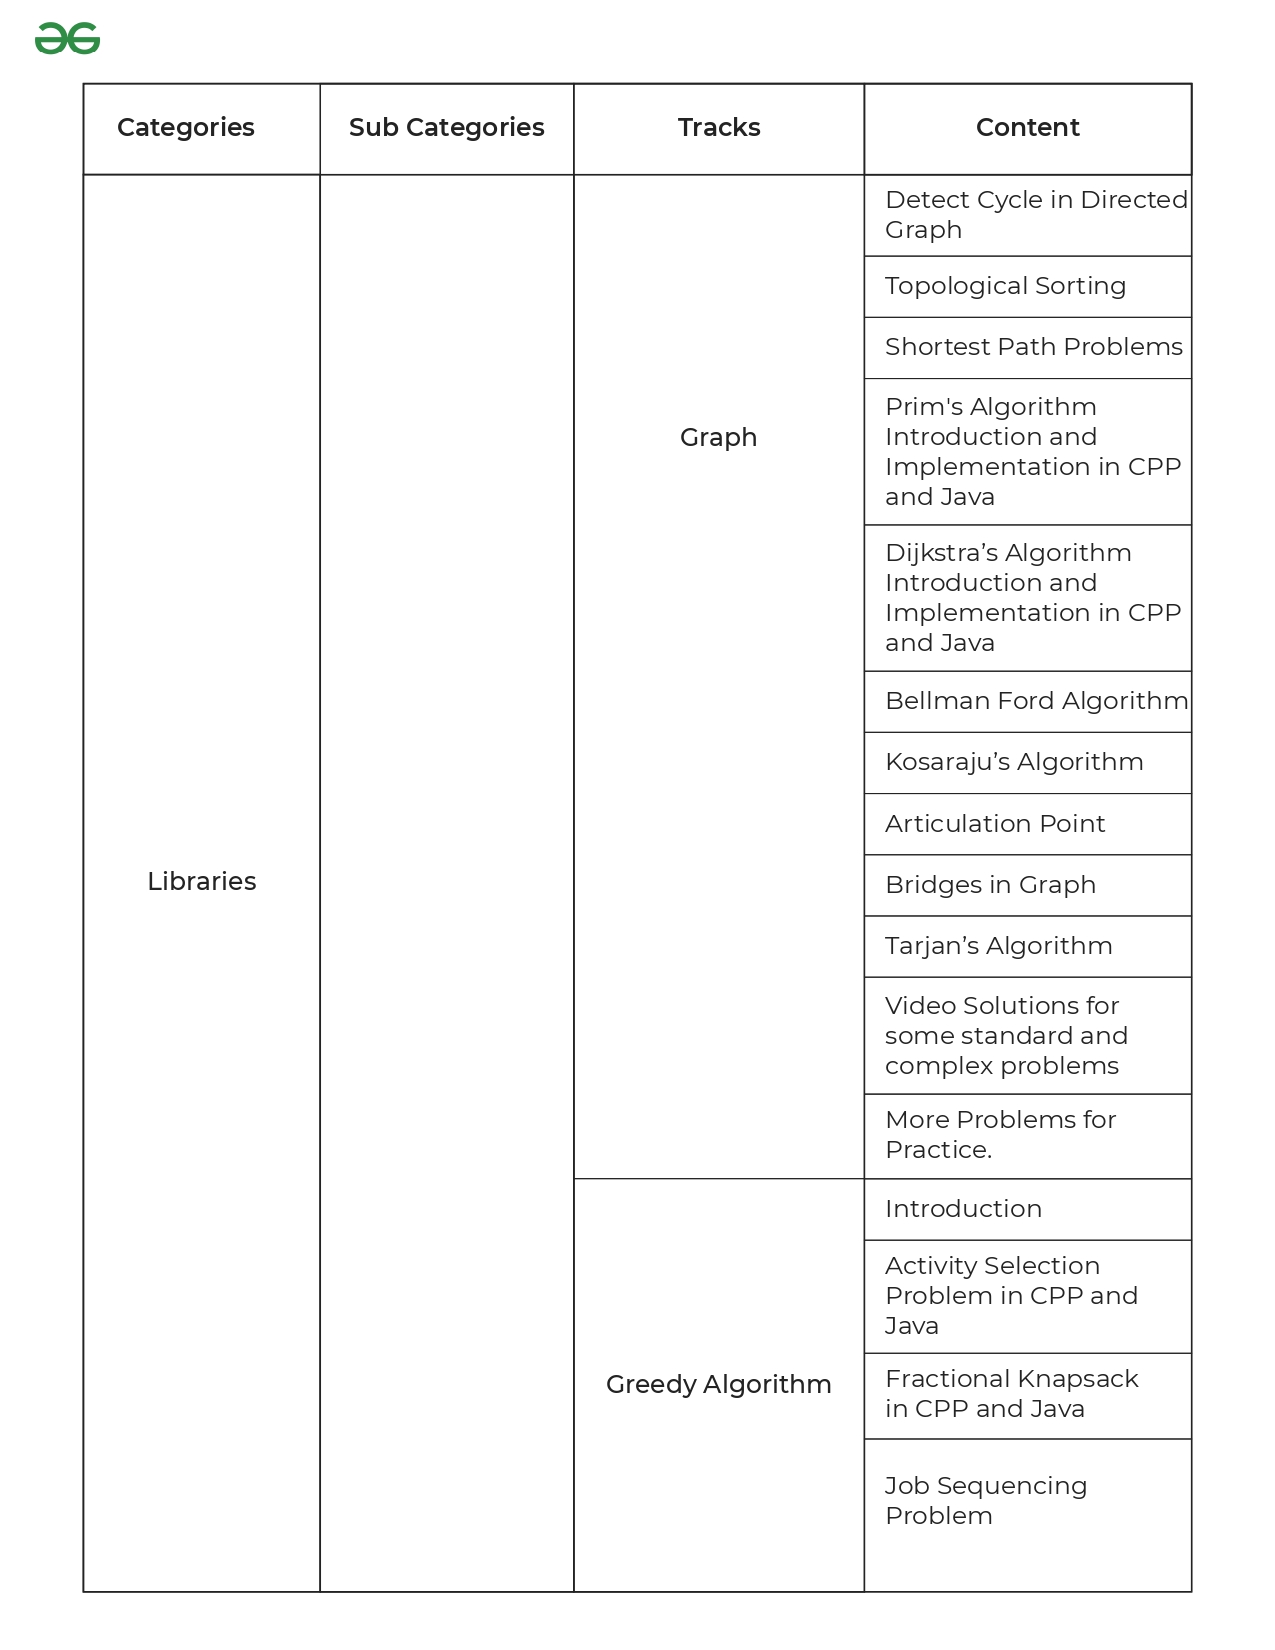 Categories
Sub Categories
Tracks
Content
Libraries
Graph
Detect Cycle in Directed
Graph
Topological Sorting
Shortest Path Problems
Prim's Algorithm
Introduction and
Implementation in CPP
and Java
Dijkstra’s Algorithm
Introduction and
Implementation in CPP
and Java
Bellman Ford Algorithm
Kosaraju’s Algorithm
Articulation Point
Bridges in Graph
Tarjan’s Algorithm
Video Solutions for
some standard and
complex problems
More Problems for
Practice.
Greedy Algorithm
Introduction
Activity Selection
Problem in CPP and
Java
Fractional Knapsack
in CPP and Java
Job Sequencing
Problem